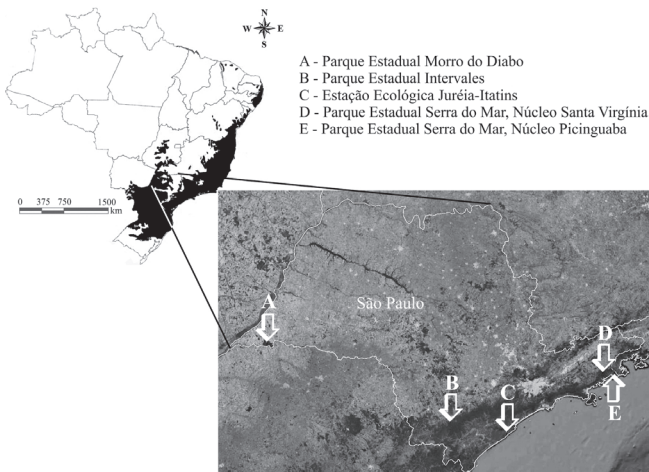 N
W E
S
A - Parque Estadual Morro do Diabo
B - Parque Estadual Intervales
C - Estação Ecológica Juréia-Itatins
D - Parque Estadual Serra do Mar, Núcleo Santa Virgínia
E - Parque Estadual Serra do Mar, Núcleo Picinguaba
0 375 750 1500
km
São Paulo
A
D
B
C
E